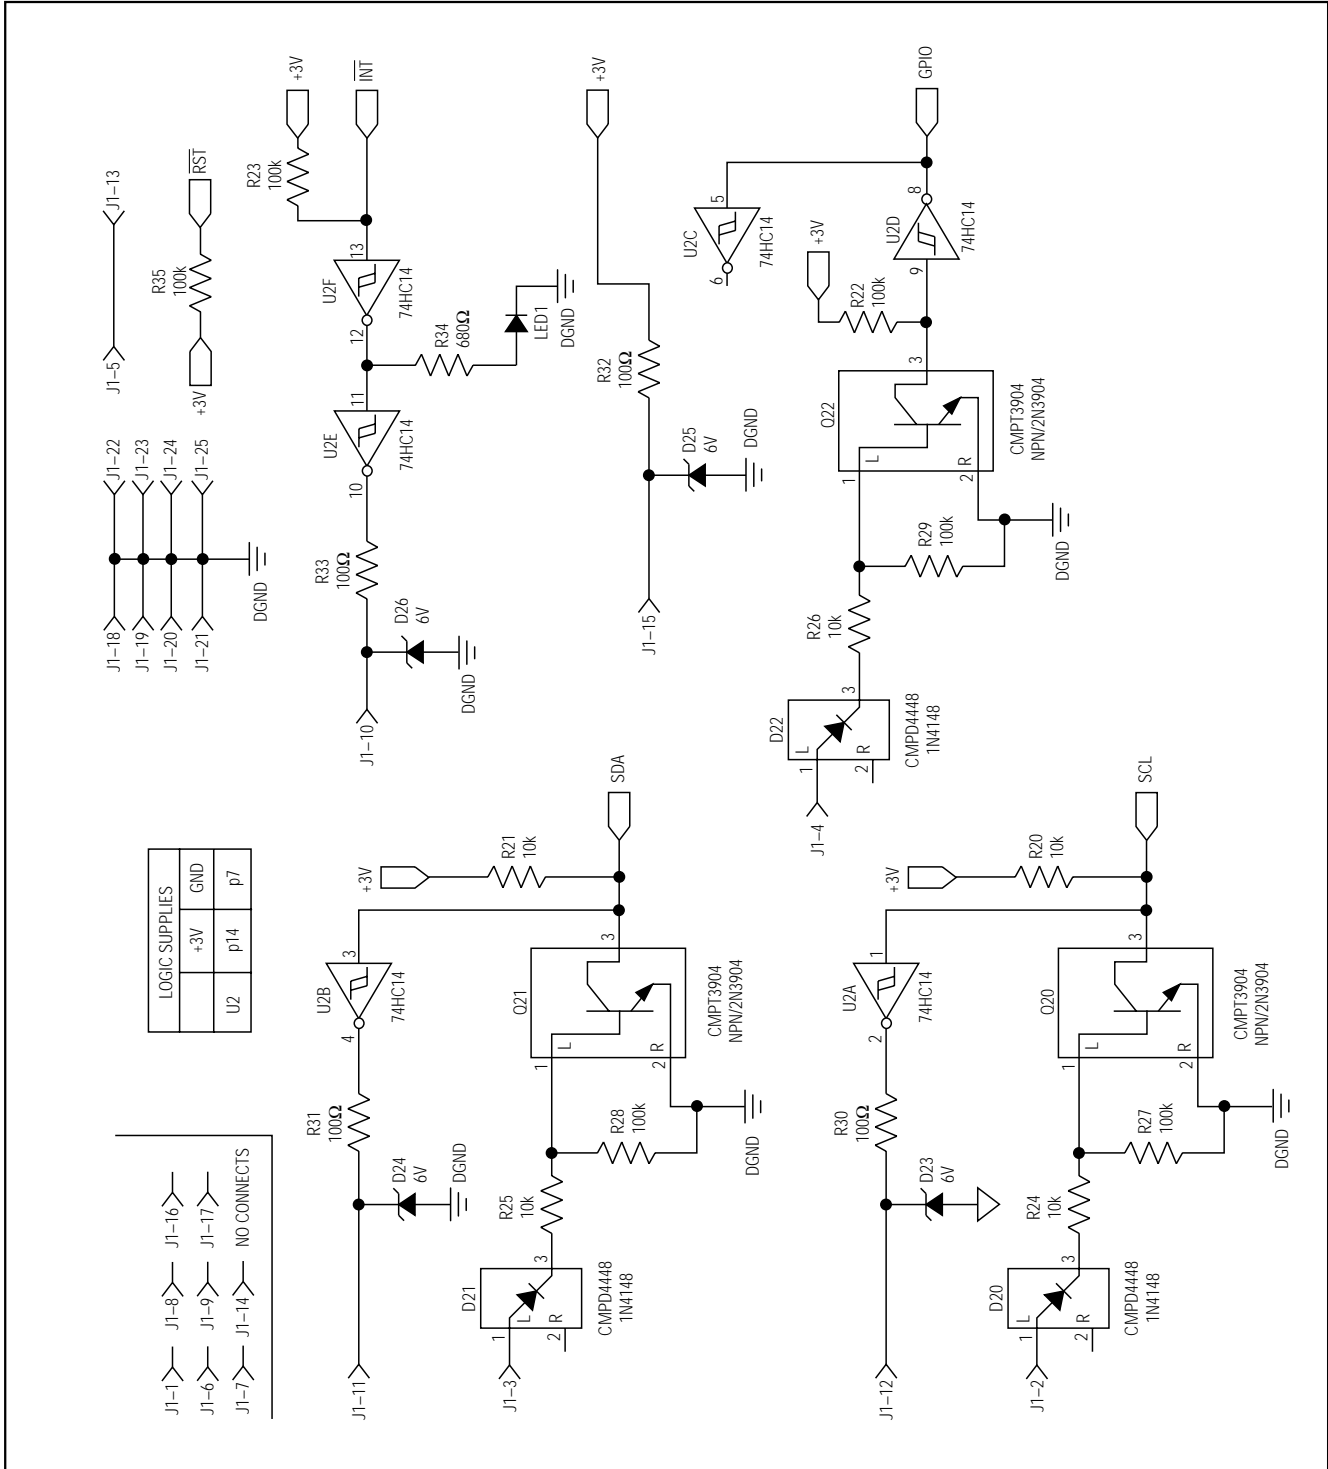 J1–1
J1–8
J1–16
J1–6
J1–9
J1–17
J1–7
J1–14
NO CONNECTS
LOGIC SUPPLIES
+3V
GND
U2
p14
p7
J1–18
J1–22
J1–19
J1–23
J1–20
J1–24
J1–21
J1–25
DGND
J1–5
J1–13
+3V
R35
100k
RST
J1–10
D26
6V
DGND
R33
100Ω
10
U2E
11
74HC14
12
U2F
13
74HC14
R34
680Ω
LED1
DGND
R23
100k
+3V
INT
J1–15
D25
6V
DGND
R32
100Ω
+3V
J1–11
D24
6V
DGND
R31
100Ω
4
U2B
3
74HC14
+3V
R21
10k
SDA
J1–3
1
D21
L
R
2
3
CMPD4448
1N4148
R25
10k
R28
100k
DGND
1
Q21
L
R
2
3
CMPT3904
NPN/2N3904
J1–4
1
D22
L
R
2
3
CMPD4448
1N4148
R26
10k
R29
100k
DGND
1
Q22
L
R
2
3
CMPT3904
NPN/2N3904
+3V
R22
100k
9
U2D
8
74HC14
6
U2C
5
74HC14
GPIO
J1–12
D23
6V
R30
100Ω
2
U2A
1
74HC14
+3V
R20
10k
SCL
J1–2
1
D20
L
R
2
3
CMPD4448
1N4148
R24
10k
R27
100k
DGND
1
Q20
L
R
2
3
CMPT3904
NPN/2N3904